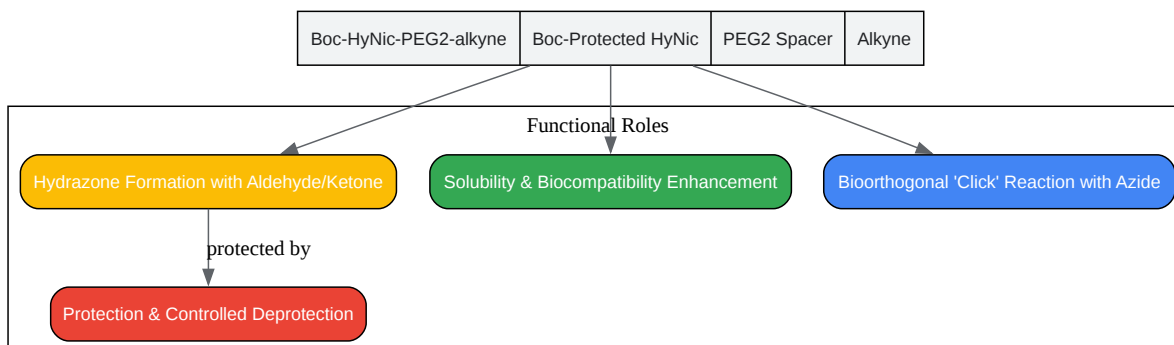 Boc-HyNic-PEG2-alkyne
Boc-Protected HyNic
PEG2 Spacer
Alkyne
Functional Roles
Hydrazone Formation with Aldehyde/Ketone
Solubility & Biocompatibility Enhancement
Bioorthogonal 'Click' Reaction with Azide
protected by
Protection & Controlled Deprotection